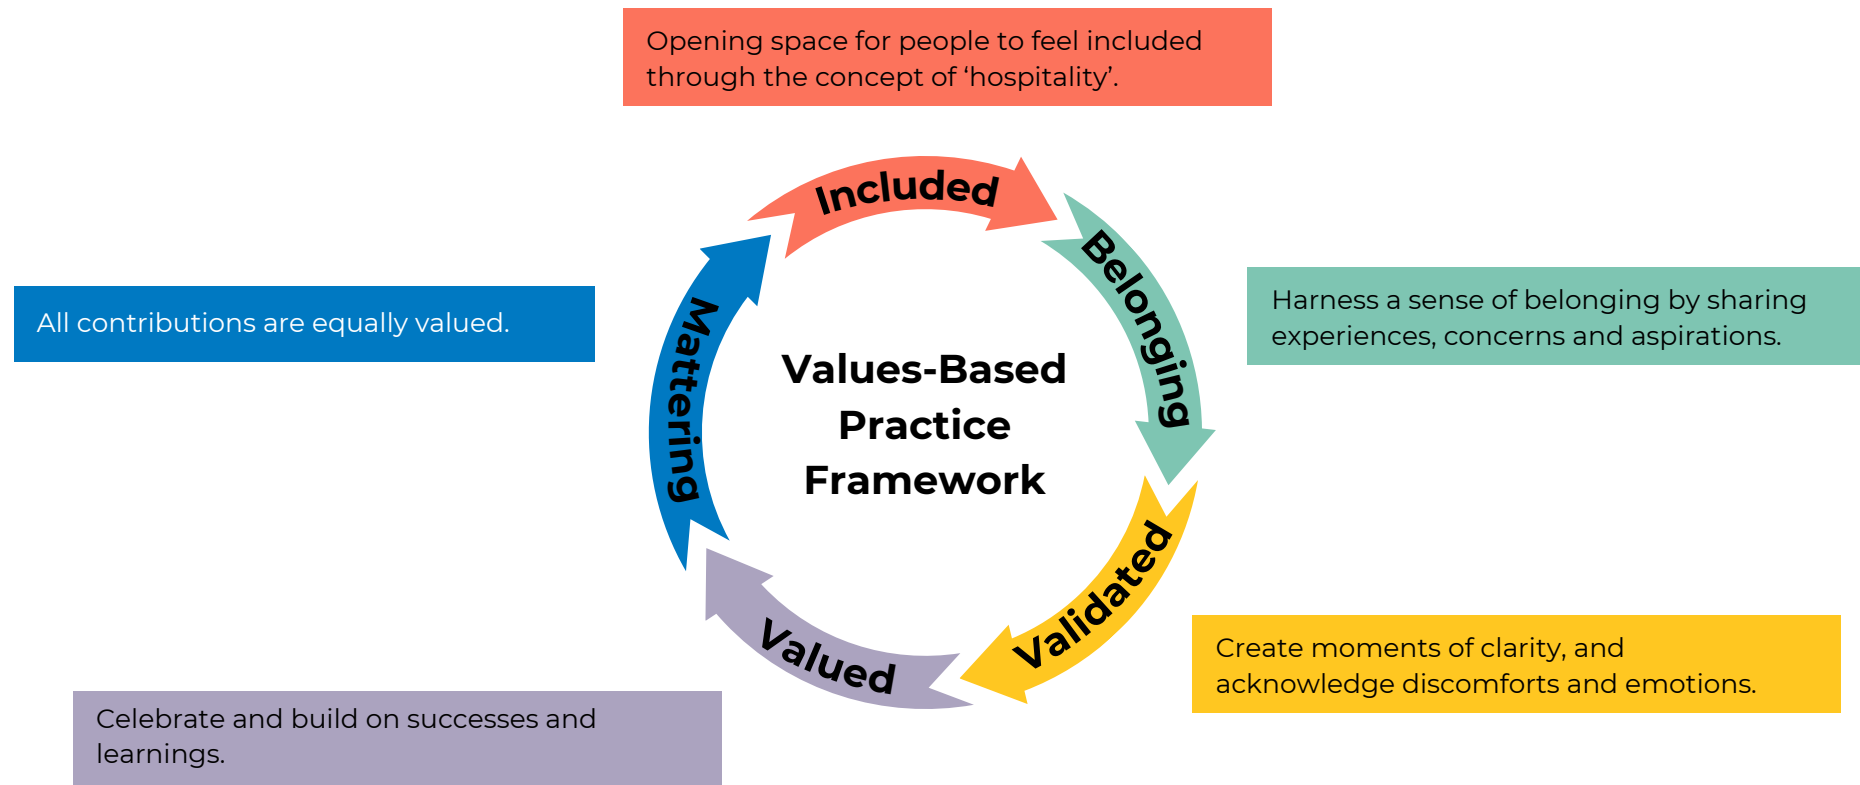 Opening space for people to feel included
through the concept of ‘hospitality’.
Included
Belonging
Harness a sense of belonging by sharing
experiences, concerns and aspirations.
Validated
Create moments of clarity, and
acknowledge discomforts and emotions.
Valued
Celebrate and build on successes and
learnings.
Mattering
All contributions are equally valued.
Values-Based
Practice
Framework